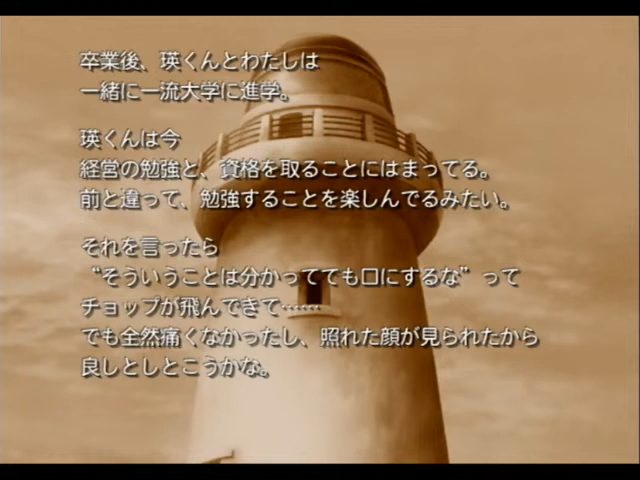 卒業後、瑛くんとわたしは
一緒に一流大学に進学。
瑛くんは今
経営の勉強と、資格を取ることにはまってる。
前と違って、勉強することを楽しんでるみたい。
それを言ったら
“そういうことは分かってても口にするな”って
チョップが飛んできて……
でも全然痛くなかったし、照れた顔が見られたから
良しとしとこうかな。